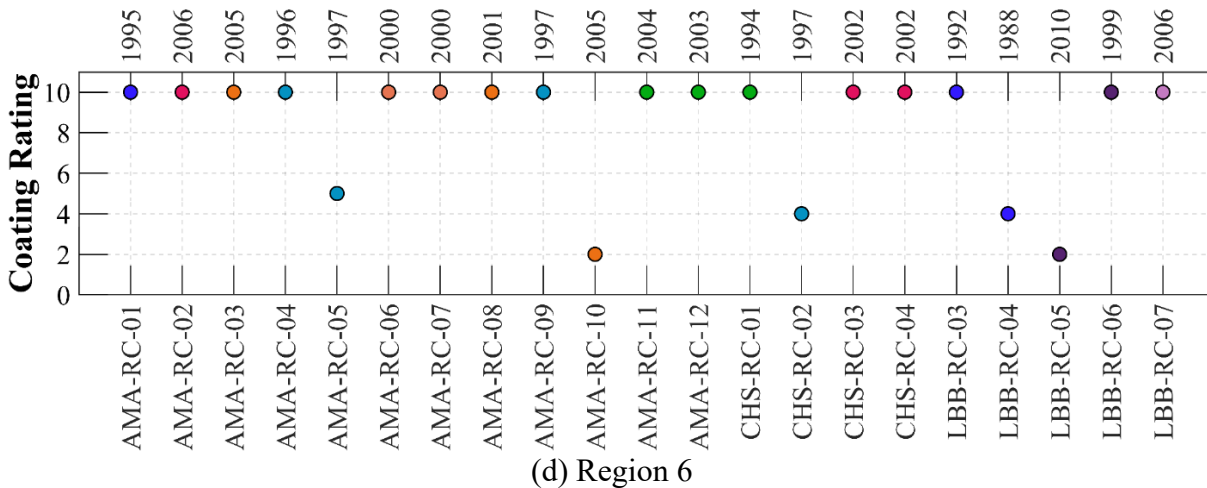 1995
2006
2005
1996
1997
2000
2000
2001
1997
2005
2004
2003
1994
1997
2002
2002
1992
1988
2010
1999
2006
Coating Rating
10
8
6
4
2
0
AMA-RC-01
AMA-RC-02
AMA-RC-03
AMA-RC-04
AMA-RC-05
AMA-RC-06
AMA-RC-07
AMA-RC-08
AMA-RC-09
AMA-RC-10
AMA-RC-11
AMA-RC-12
CHS-RC-01
CHS-RC-02
CHS-RC-03
CHS-RC-04
LBB-RC-03
LBB-RC-04
LBB-RC-05
LBB-RC-06
LBB-RC-07
(d) Region 6